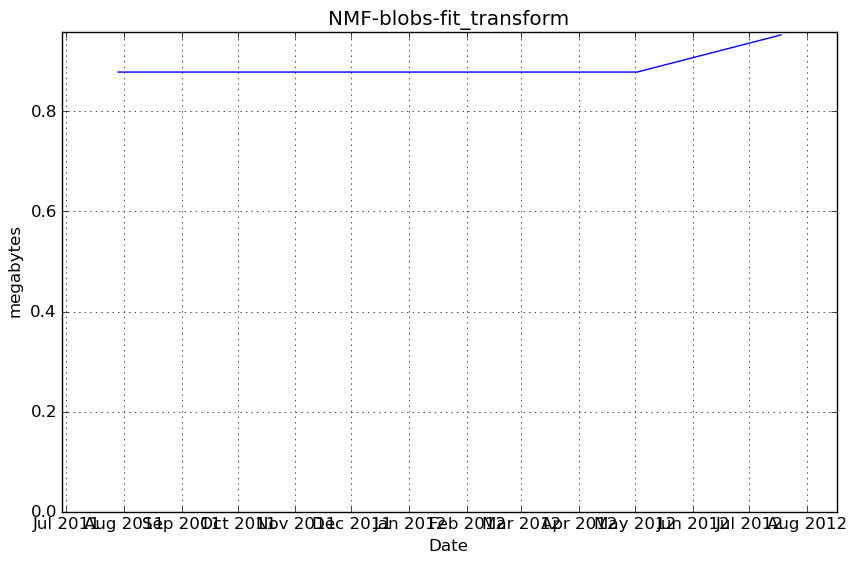 NMF-blobs-fit_transform
megabytes
0.8
0.6
0.4
0.2
0.0
Jul 2011 Aug 2011 Sep 2011 Oct 2011 Nov 2011 Dec 2011 Jan 2012 Feb 2012 Mar 2012 Apr 2012 May 2012 Jun 2012 Jul 2012 Aug 2012
Date